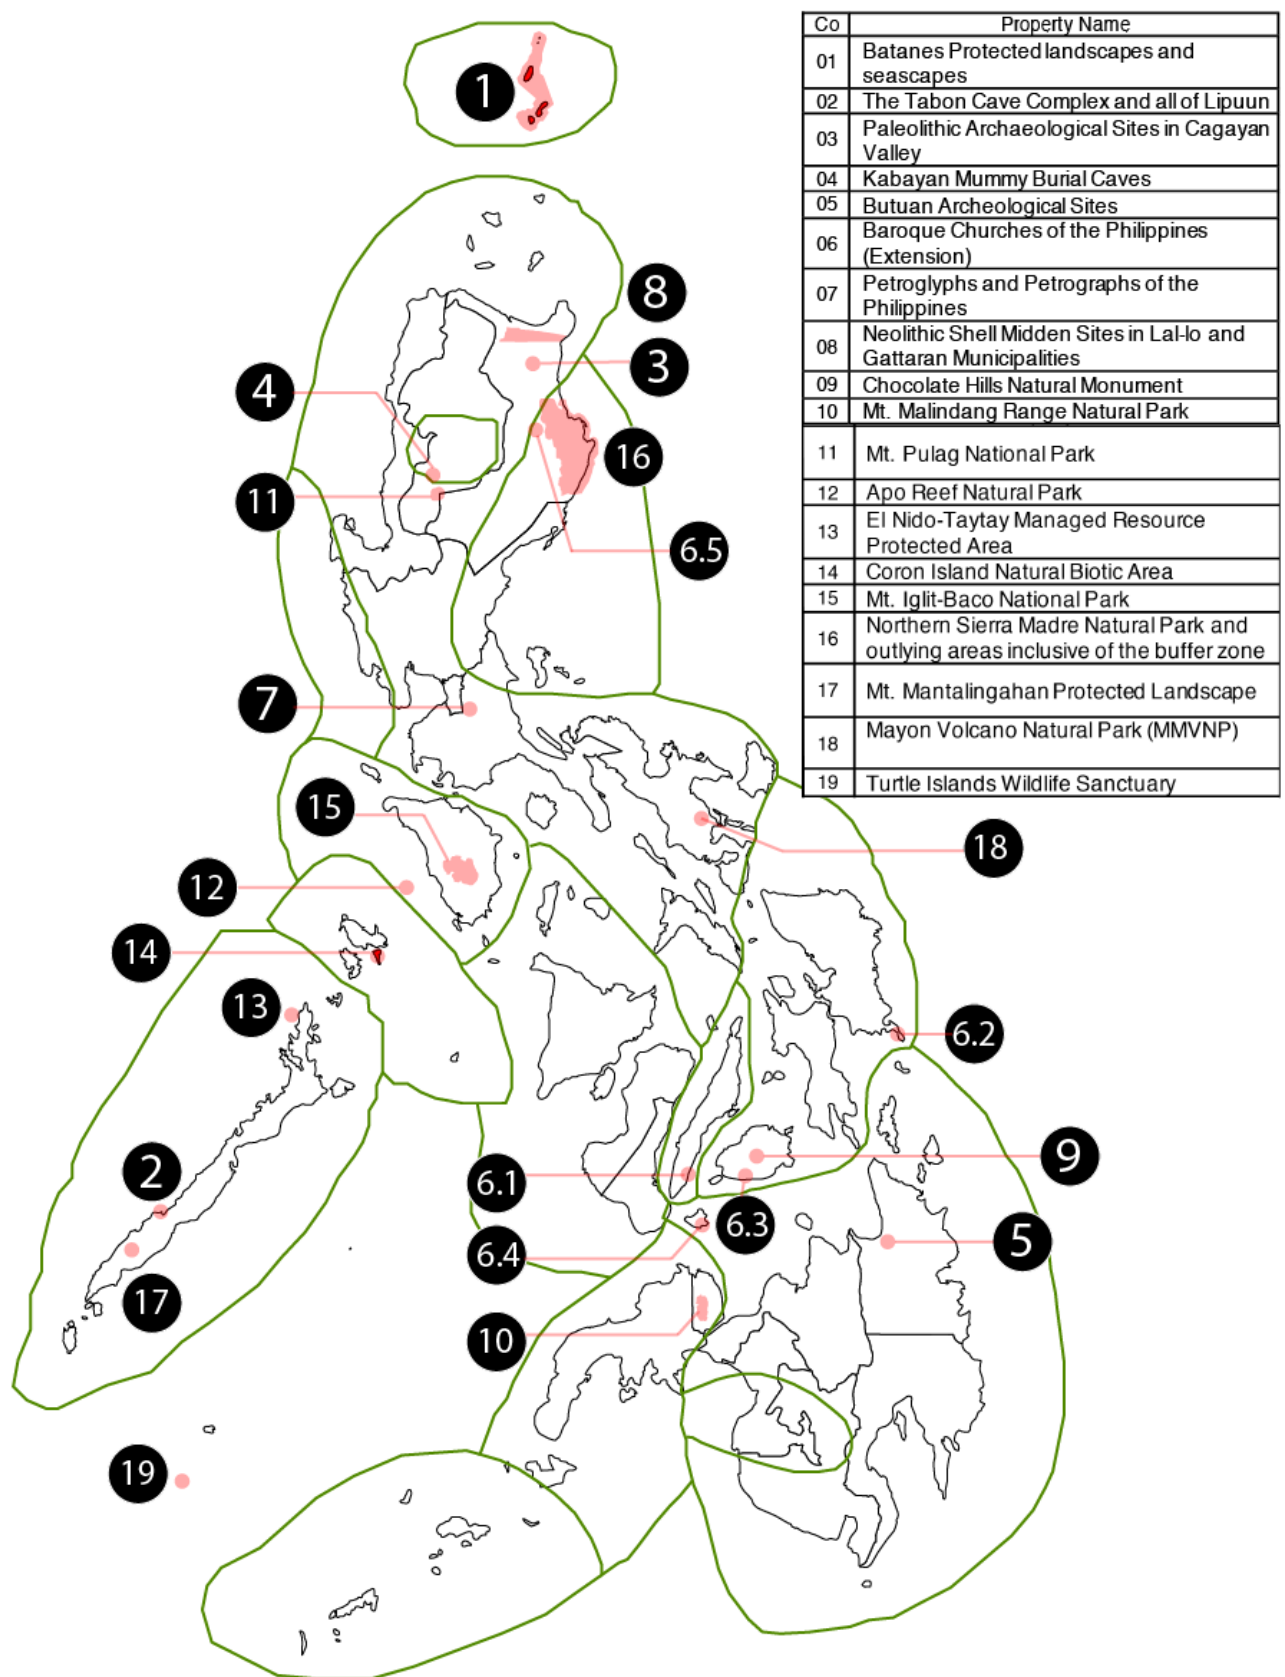 Co Property Name
01 Batanes Protected landscapes and
seascapes
02 The Tabon Cave Complex and all of Lipuun
03 Paleolithic Archaeological Sites in Cagayan
Valley
04 Kabayan Mummy Burial Caves
05 Butuan Archeological Sites
06 Baroque Churches of the Philippines
(Extension)
07 Petroglyphs and Petrographs of the
Philippines
08 Neolithic Shell Midden Sites in Lal-lo and
Gattaran Municipalities
09 Chocolate Hills Natural Monument
10 Mt. Malindang Range Natural Park
11 Mt. Pulag National Park
12 Apo Reef Natural Park
13 El Nido-Taytay Managed Resource
Protected Area
14 Coron Island Natural Biotic Area
15 Mt. Iglit-Baco National Park
16 Northern Sierra Madre Natural Park and
outlying areas inclusive of the buffer zone
17 Mt. Mantalingahan Protected Landscape
18 Mayon Volcano Natural Park (MMVNP)
19 Turtle Islands Wildlife Sanctuary
1
8
3
4
16
11
6.5
7
15
18
12
14
13
6.2
9
2
6.1
6.3
5
6.4
17
10
19